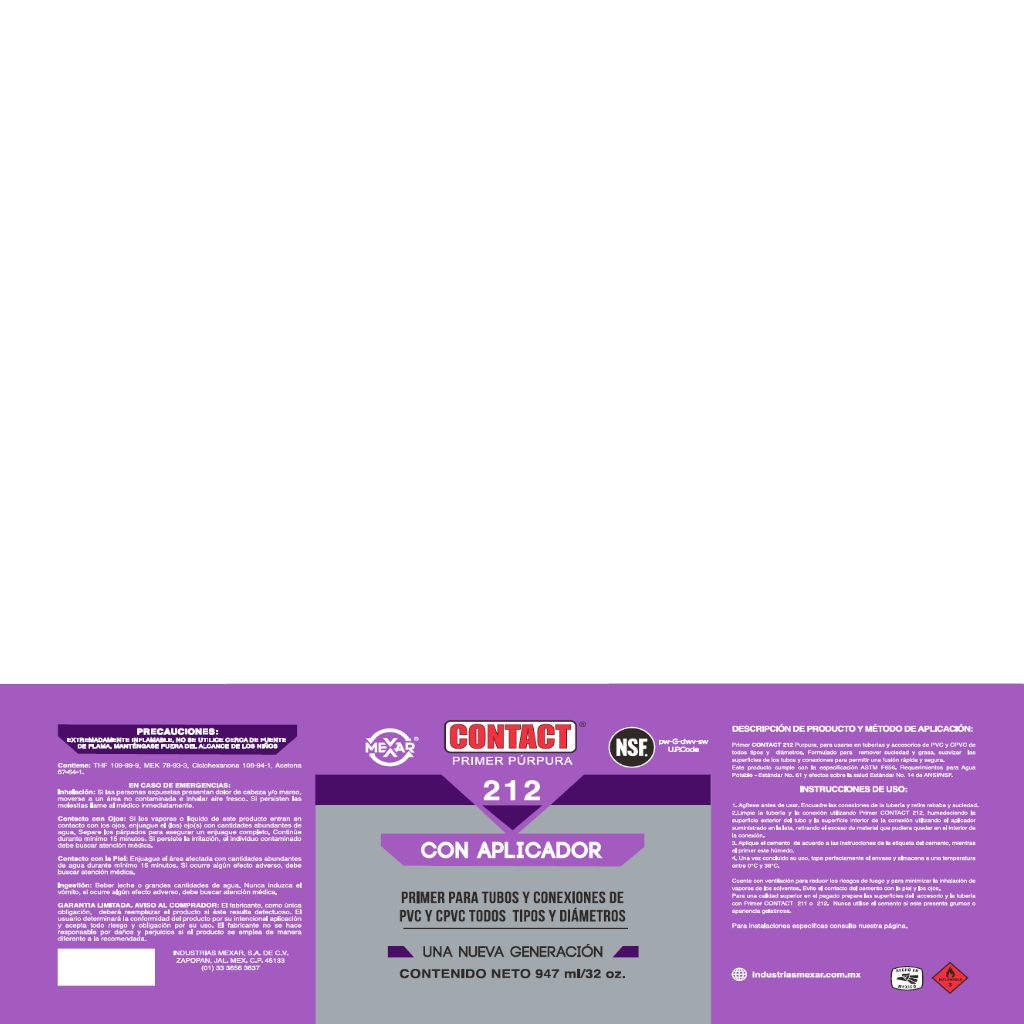 PRECAUCIONES:
EXTREMADAMENTE INFLAMABLE, NO SE UTILICE CERCA DE FUENTE
DE FLAMA, MANTÉNGASE FUERA DEL ALCANCE DE LOS NIÑOS
Contiene: THF 109-99-9, MEK 78-93-3, Ciclohexanona 108-94-1, Acetona
67-64-1.
EN CASO DE EMERGENCIAS:
Inhalación: Si las personas expuestas presentan dolor de cabeza y/o mareo,
moverse a un área no contaminada e inhalar aire fresco. Si persisten las
molestias llame al médico inmediatamente.
Contacto con Ojos: Si los vapores o líquido de este producto entran en
contacto con los ojos, enjuague el (los) ojo(s) con cantidades abundantes de
agua, Separe los párpados para asegurar un enjuague completo, Continúe
durante mínimo 15 minutos. Si persiste la irritación, el individuo contaminado
debe buscar atención médica.
Contacto con la Piel: Enjuague el área afectada con cantidades abundantes
de agua durante mínimo 15 minutos, Si ocurre algún efecto adverso, debe
buscar atención médica.
Ingestión: Beber leche o grandes cantidades de agua, Nunca induzca el
vómito, si ocurre algún efecto adverso, debe buscar atención médica,
GARANTIA LIMITADA. AVISO AL COMPRADOR: El fabricante, como única
obligación, deberá reemplazar el producto si éste resulta defectuoso. El
usuario determinará la conformidad del producto por su intencional aplicación
y acepta todo riesgo y obligación por su uso. El fabricante no se hace
responsable por daños y perjuicios si el producto se emplea de manera
diferente a la recomendada.
INDUSTRIAS MEXAR, S.A. DE C.V.
ZAPOPAN, JAL. MEX. C.P. 45133
(01) 33 3656 3637
MEXAR
CONTACT®
PRIMER PÚRPURA
NSF.
pw-G-dwv-sw
U.P.Code
212
CON APLICADOR
PRIMER PARA TUBOS Y CONEXIONES DE
PVC Y CPVC TODOS TIPOS Y DIÁMETROS
UNA NUEVA GENERACIÓN
CONTENIDO NETO 947 ml/32 oz.
DESCRIPCIÓN DE PRODUCTO Y MÉTODO DE APLICACIÓN:
Primer CONTACT 212 Purpura, para usarse en tuberías y accesorios de PVC y CPVC de
todos tipos y diámetros, Formulado para remover suciedad y grasa, suavizar las
superficies de los tubos y conexiones para permitir una fusión rápida y segura.
Este producto cumple con la especificación ASTM F656. Requerimientos para Agua
Potable - Estándar No. 61 y efectos sobre la salud Estándar No. 14 de ANSI/NSF.
INSTRUCCIONES DE USO:
1. Agítese antes de usar. Encuadre las conexiones de la tubería y retire rebaba y suciedad.
2.Limpie la tubería y la conexión utilizando Primer CONTACT 212, humedeciendo la
superficie exterior del tubo y la superficie interior de la conexión utilizando el aplicador
suministrado en la lata, retirando el exceso de material que pudiera quedar en el interior de
la conexión.
3. Aplique el cemento de acuerdo a las instrucciones de la etiqueta del cemento, mientras
el primer este húmedo,
4. Una vez concluido su uso, tape perfectamente el envase y almacene a una temperatura
entre 0°C y 38°C.
Cuente con ventilación para reducir los riesgos de fuego y para minimizar la inhalación de
vapores de los solventes. Evite el contacto del cemento con la piel y los ojos,
Para una calidad superior en el pegado prepare las superficies del accesorio y la tubería
con Primer CONTACT 211 o 212. Nunca utilice el cemento si este presenta grumos o
apariencia gelatinosa.
Para instalaciones específicas consulte nuestra página.
industriasmexar.com.mx
HECHO EN
MEXICO
INFLAMABLE
3